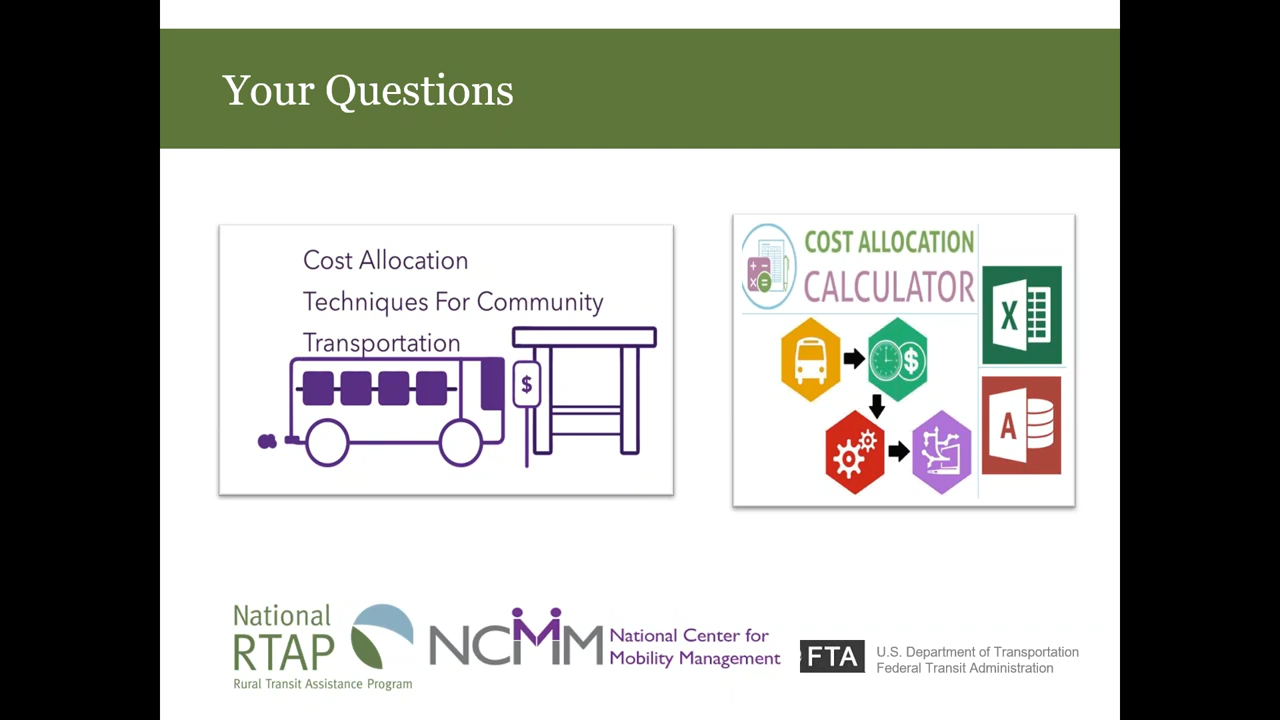 Your Questions
Cost Allocation
Techniques For Community
Transportation
$
COST ALLOCATION
CALCULATOR
$
X
A
National
RTAP
Rural Transit Assistance Program
NCMM
National Center for
Mobility Management
FTA
U.S. Department of Transportation
Federal Transit Administration